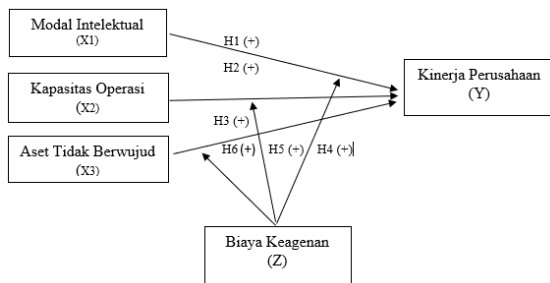 Modal Intelektual
(X1)
H1 (+)
H2 (+)
Kapasitas Operasi
(X2)
Kinerja Perusahaan
(Y)
H3 (+)
Aset Tidak Berwujud
(X3)
H6 (+)
H5 (+)
H4 (+)
Biaya Keagenan
(Z)